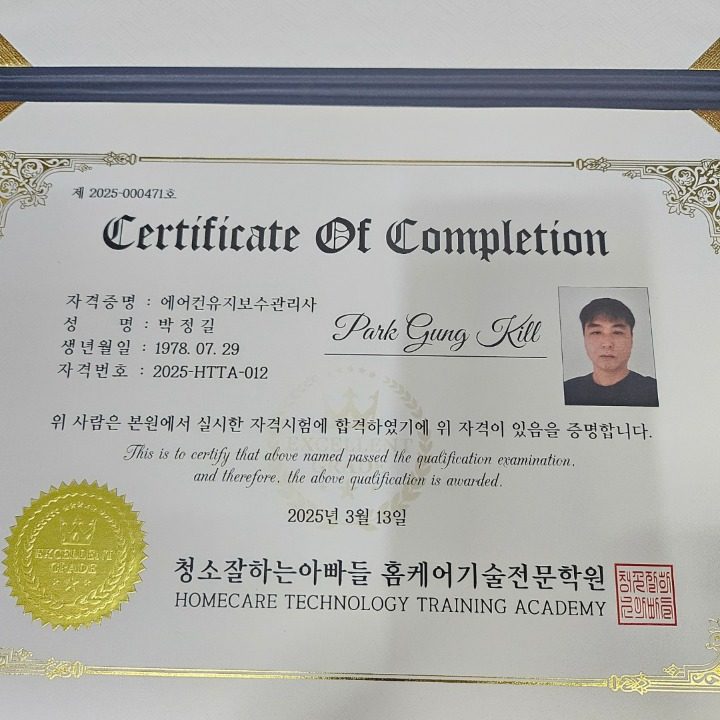 제 2025-000471호
Certificate Of Completion
자격증명 : 에어컨유지보수관리사
성 명 : 박정길
생년월일 : 1978. 07. 29
자격번호 : 2025-HTTA-012
Park Gung Kill
위 사람은 본원에서 실시한 자격시험에 합격하였기에 위 자격이 있음을 증명합니다.
EXCELLENT
This is to certify that above named passed the qualification examination.
and therefore, the above qualification is awarded.
2025년 3월 13일
EXCELLENT
GRADE
청소잘하는아빠들 홈케어기술전문학원
HOMECARE TECHNOLOGY TRAINING ACADEMY